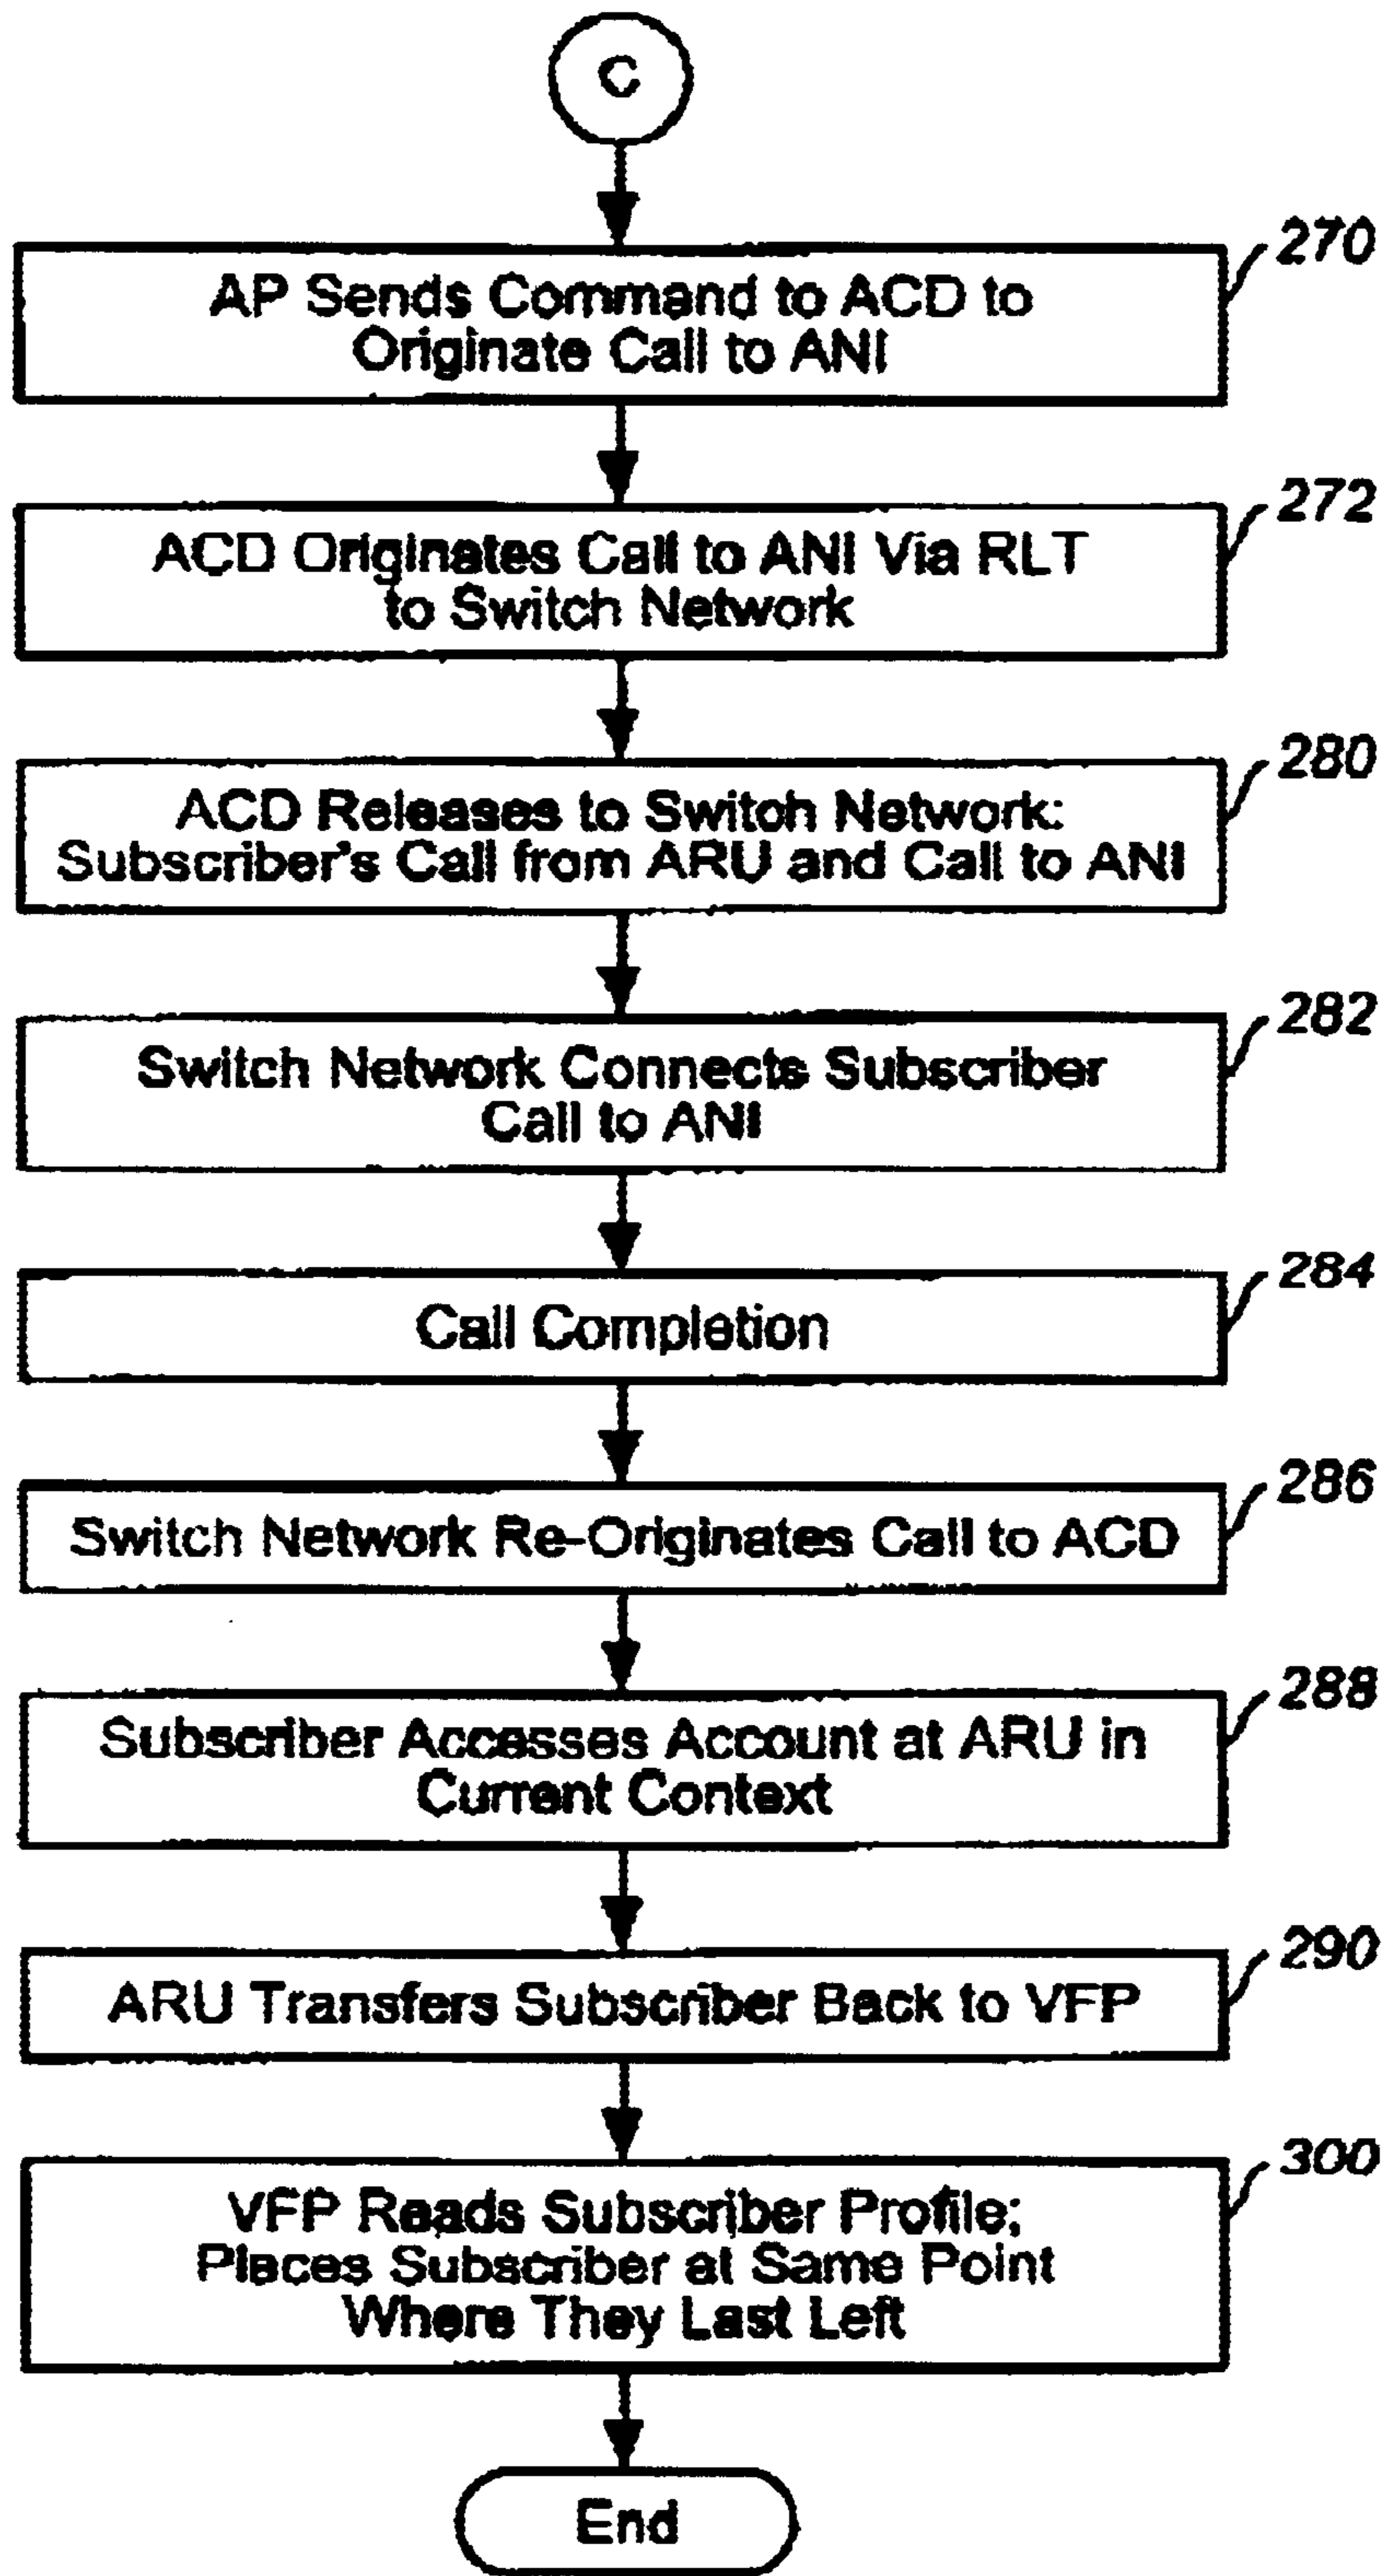 C
270
AP Sends Command to ACD to
Originate Call to ANI
272
ACD Originates Call to ANI Via RLT
to Switch Network
280
ACD Releases to Switch Network:
Subscriber's Call from ARU and Call to ANI
282
Switch Network Connects Subscriber
Call to ANI
284
Call Completion
286
Switch Network Re-Originates Call to ACD
288
Subscriber Accesses Account at ARU in
Current Context
290
ARU Transfers Subscriber Back to VFP
300
VFP Reads Subscriber Profile;
Places Subscriber at Same Point
Where They Last Left
End